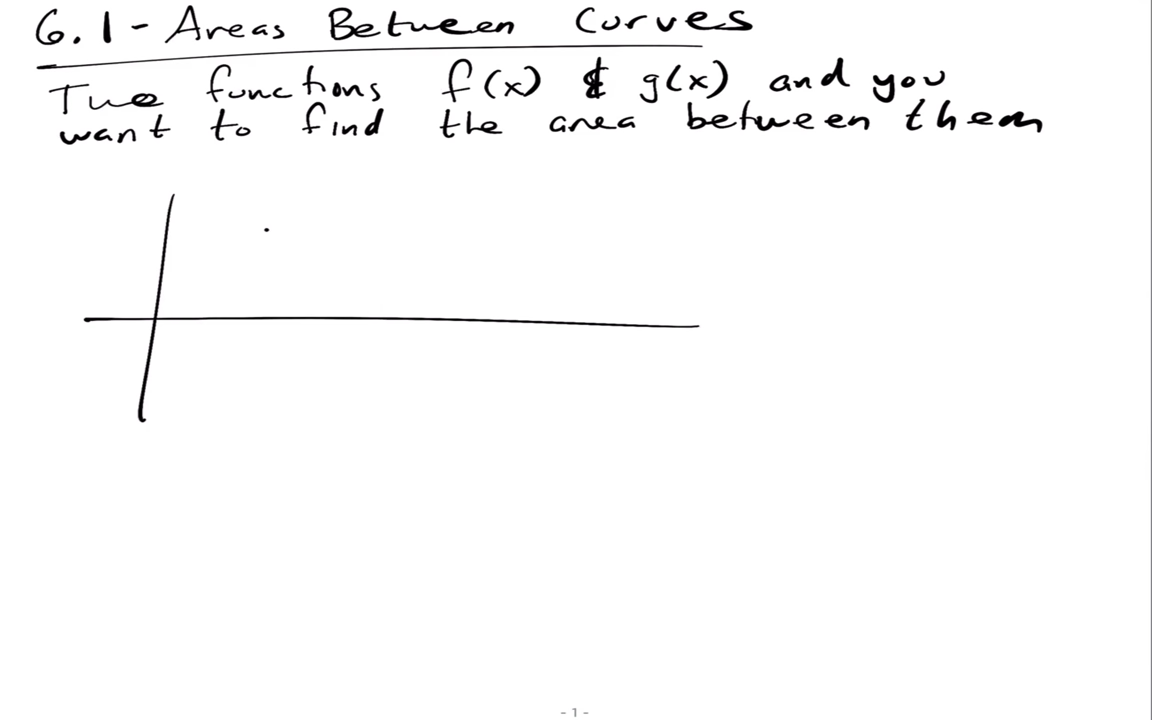 6.1 - Areas Between Curves
Two functions f(x) & g(x) and you
want to find the area between them
- 1 -